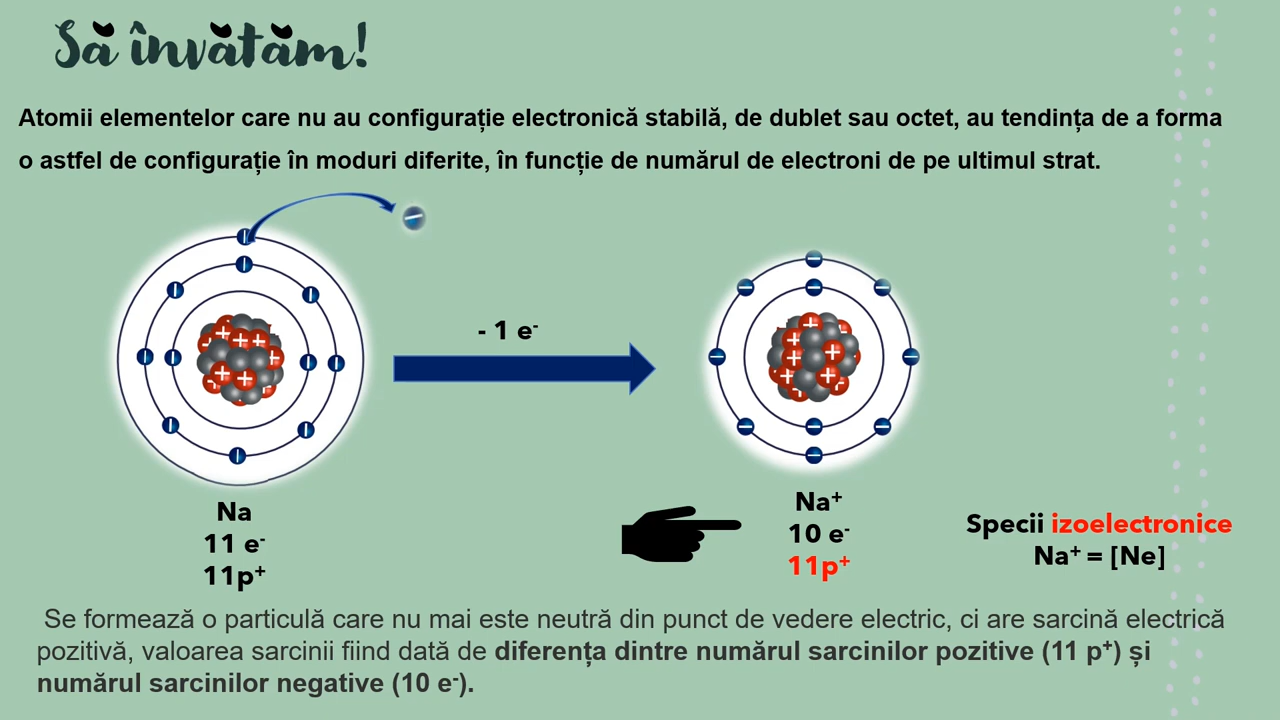 Să învătăm!
Atomii elementelor care nu au configurație electronică stabilă, de dublet sau octet, au tendința de a forma
o astfel de configurație în moduri diferite, în funcție de numărul de electroni de pe ultimul strat.
- 1 e⁻
Na
11 e⁻
11p⁺
Na⁺
10 e⁻
11p⁺
Specii izoelectronice
Na⁺ = [Ne]
Se formează o particulă care nu mai este neutră din punct de vedere electric, ci are sarcină electrică
pozitivă, valoarea sarcinii fiind dată de diferența dintre numărul sarcinilor pozitive (11 p⁺) și
numărul sarcinilor negative (10 e⁻).